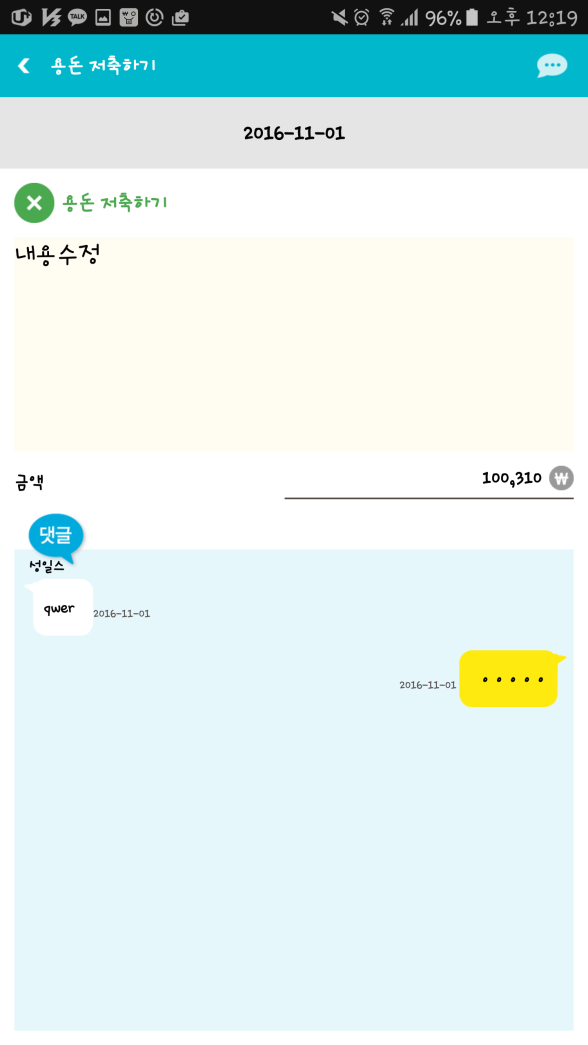 TALK
96% 오후 12:19
용돈 저축하기
2016-11-01
용돈 저축하기
내용수정
금액
100,310 ₩
댓글
성일스
qwer 2016-11-01
2016-11-01 .....